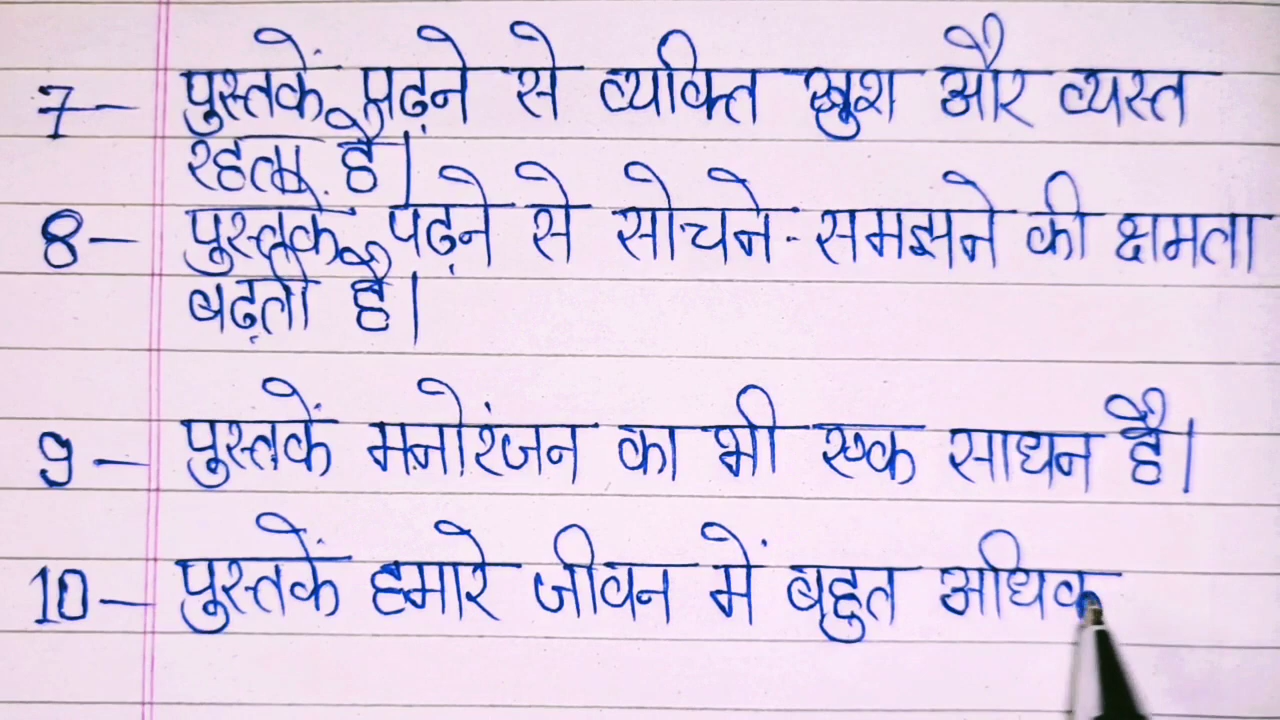 7- पुस्तकें पढ़ने से व्यक्ति खुश और व्यस्त
रहता है।
8- पुस्तकें पढ़ने से सोचने-समझने की क्षमता
बढ़ती है।
9- पुस्तकें मनोरंजन का भी एक साधन है।
10- पुस्तकें हमारे जीवन में बहुत अधिक